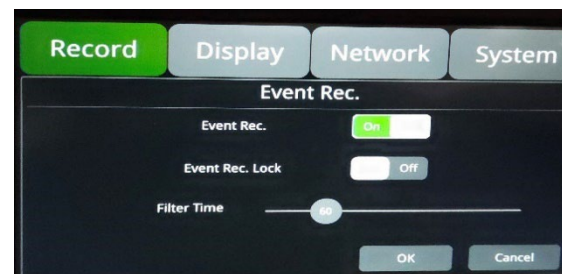 Record Display Network System
Event Rec.
Event Rec. On
Event Rec. Lock Off
Filter Time 60
OK Cancel